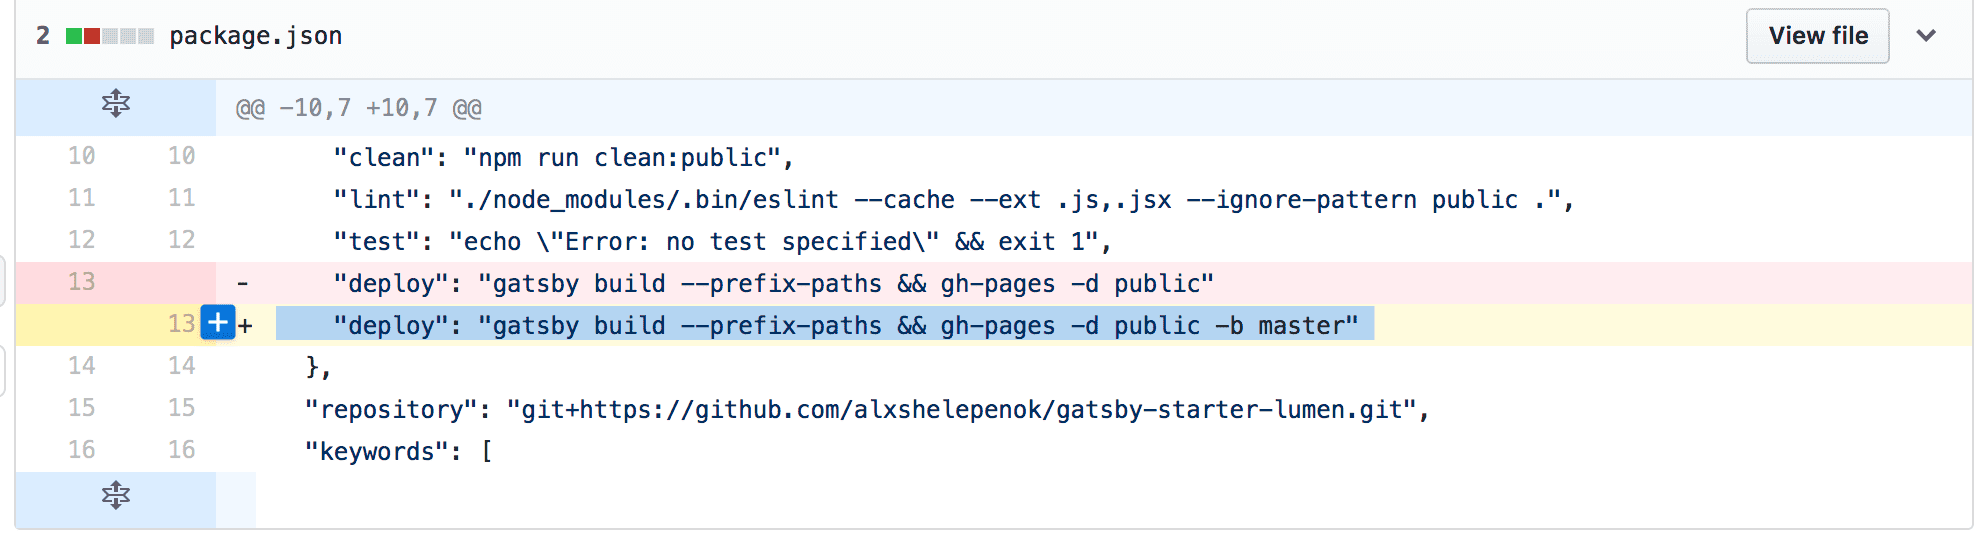 2 package.json View file
@@ -10,7 +10,7 @@
10 10 "clean": "npm run clean:public",
11 11 "lint": "./node_modules/.bin/eslint --cache --ext .js,.jsx --ignore-pattern public .",
12 12 "test": "echo \"Error: no test specified\" && exit 1",
13 - "deploy": "gatsby build --prefix-paths && gh-pages -d public"
13 + "deploy": "gatsby build --prefix-paths && gh-pages -d public -b master"
14 14 },
15 15 "repository": "git+https://github.com/alxshelepenok/gatsby-starter-lumen.git",
16 16 "keywords": [